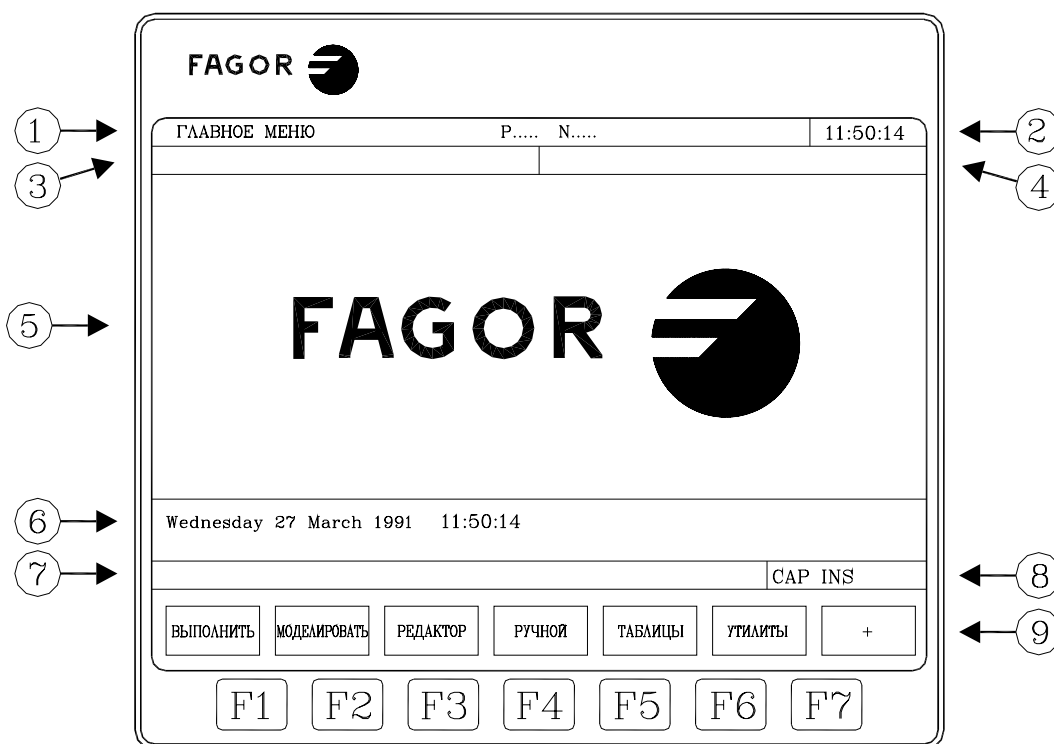 FAGOR
1 ГЛАВНОЕ МЕНЮ P..... N..... 11:50:14 2
3 4
5 FAGOR
6 Wednesday 27 March 1991 11:50:14
7 CAP INS 8
ВЫПОЛНИТЬ МОДЕЛИРОВАТЬ РЕДАКТОР РУЧНОЙ ТАБЛИЦЫ УТИЛИТЫ + 9
F1 F2 F3 F4 F5 F6 F7